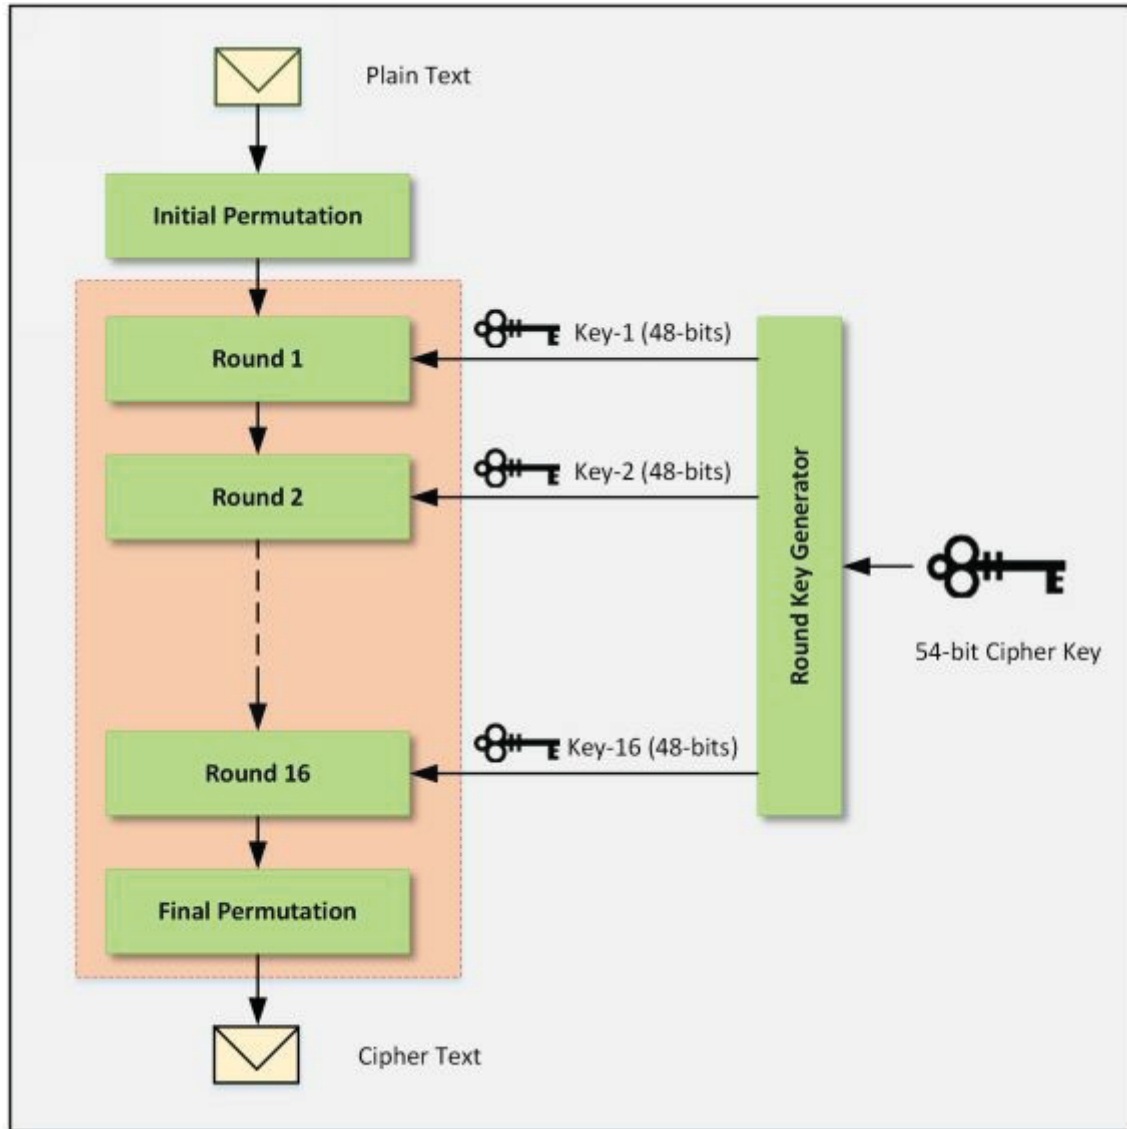 Plain Text
Initial Permutation
Round 1
Key-1 (48-bits)
Round 2
Key-2 (48-bits)
Round Key Generator
54-bit Cipher Key
Round 16
Key-16 (48-bits)
Final Permutation
Cipher Text